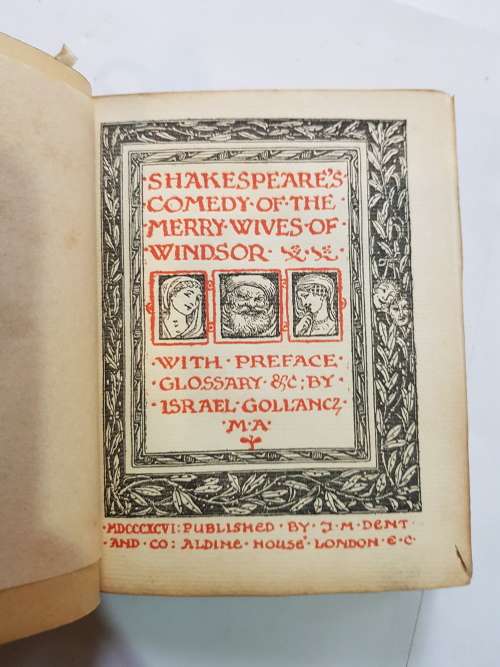 SHAKESPEARE'S·
COMEDY·OF·THE·
MERRY·WIVES·OF·
WINDSOR
·WITH·PREFACE·
·GLOSSARY·&C;BY·
·ISRAEL·GOLLANCZ·
·M·A·
·MDCCCXCVI:PUBLISHED·BY·J·M·DENT·
·AND·CO:ALDINE·HOUSE·LONDON·E·C·